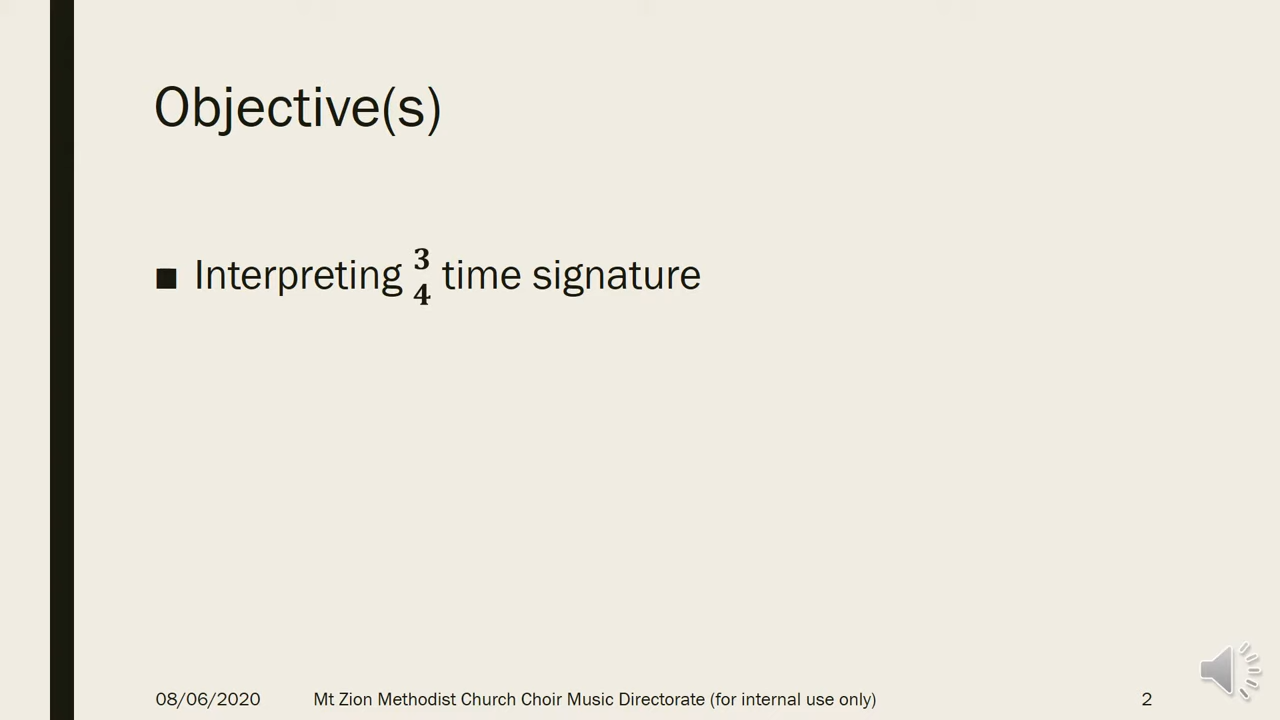 Objective(s)
■ Interpreting 3/4 time signature
08/06/2020 Mt Zion Methodist Church Choir Music Directorate (for internal use only) 2